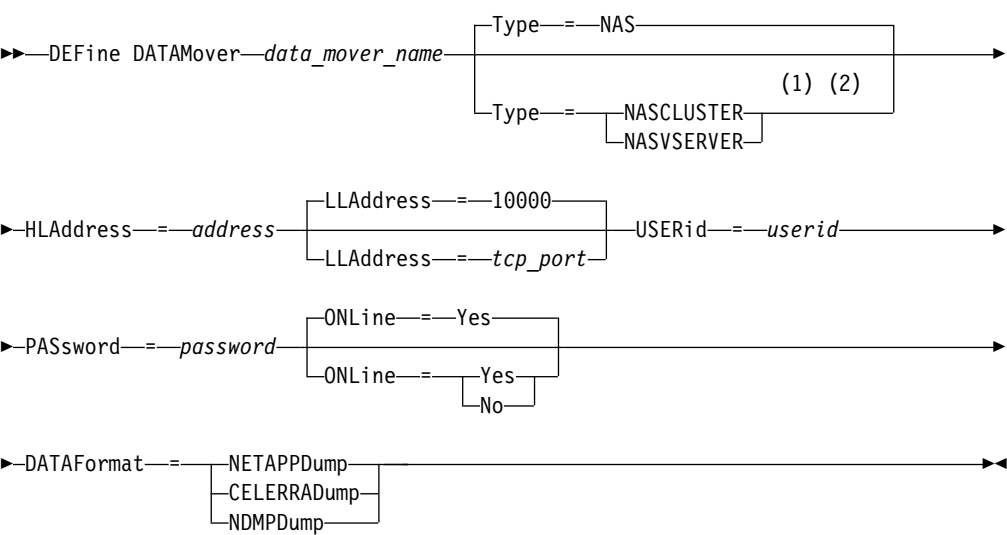 Type = NAS
DEFine DATAMover data_mover_name
(1) (2)
Type = NASCLUSTER
NASVSERVER
LLAddress = 10000
HLAddress = address USERid = userid
LLAddress = tcp_port
ONLine = Yes
PASsword = password
ONLine = Yes
No
DATAFormat = NETAPPDump
CELERRADump
NDMPDump